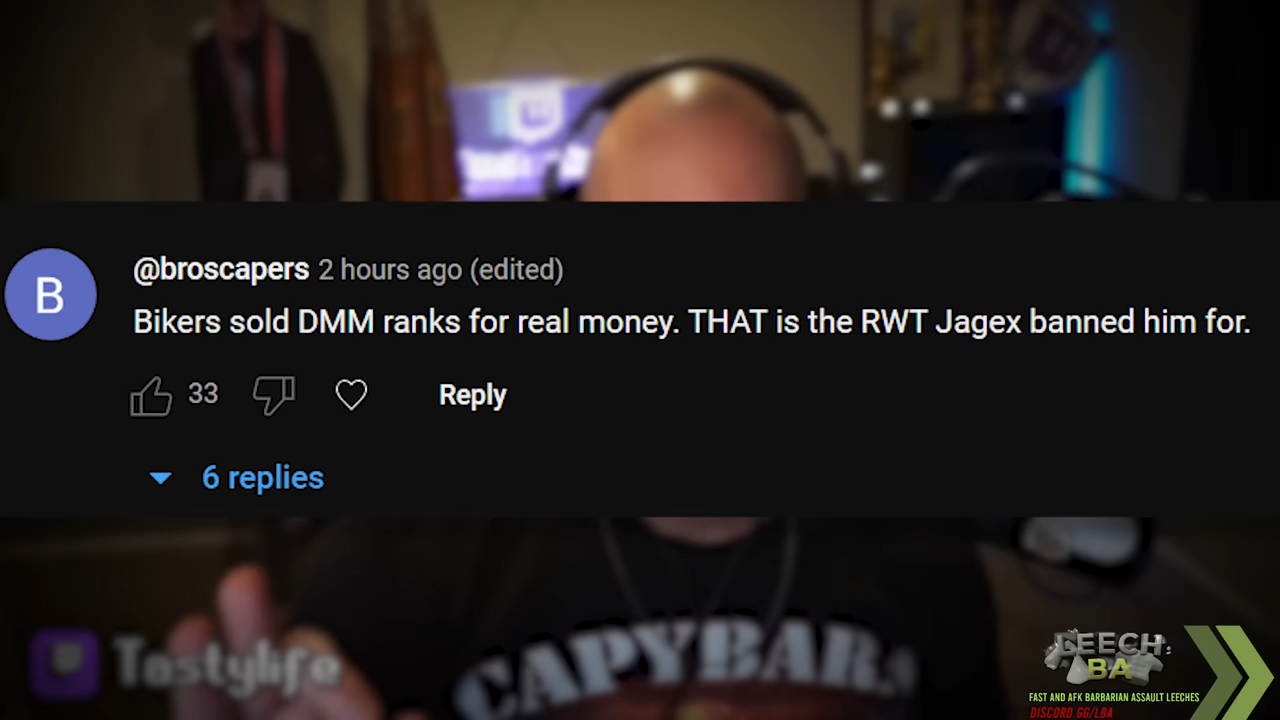 B
@broscapers 2 hours ago (edited)
Bikers sold DMM ranks for real money. THAT is the RWT Jagex banned him for.
33
Reply
6 replies
CAPYBARA
Tastylife
LEECH
BA
FAST AND AFK BARBARIAN ASSAULT LEECHES
DISCORD.GG/LBA